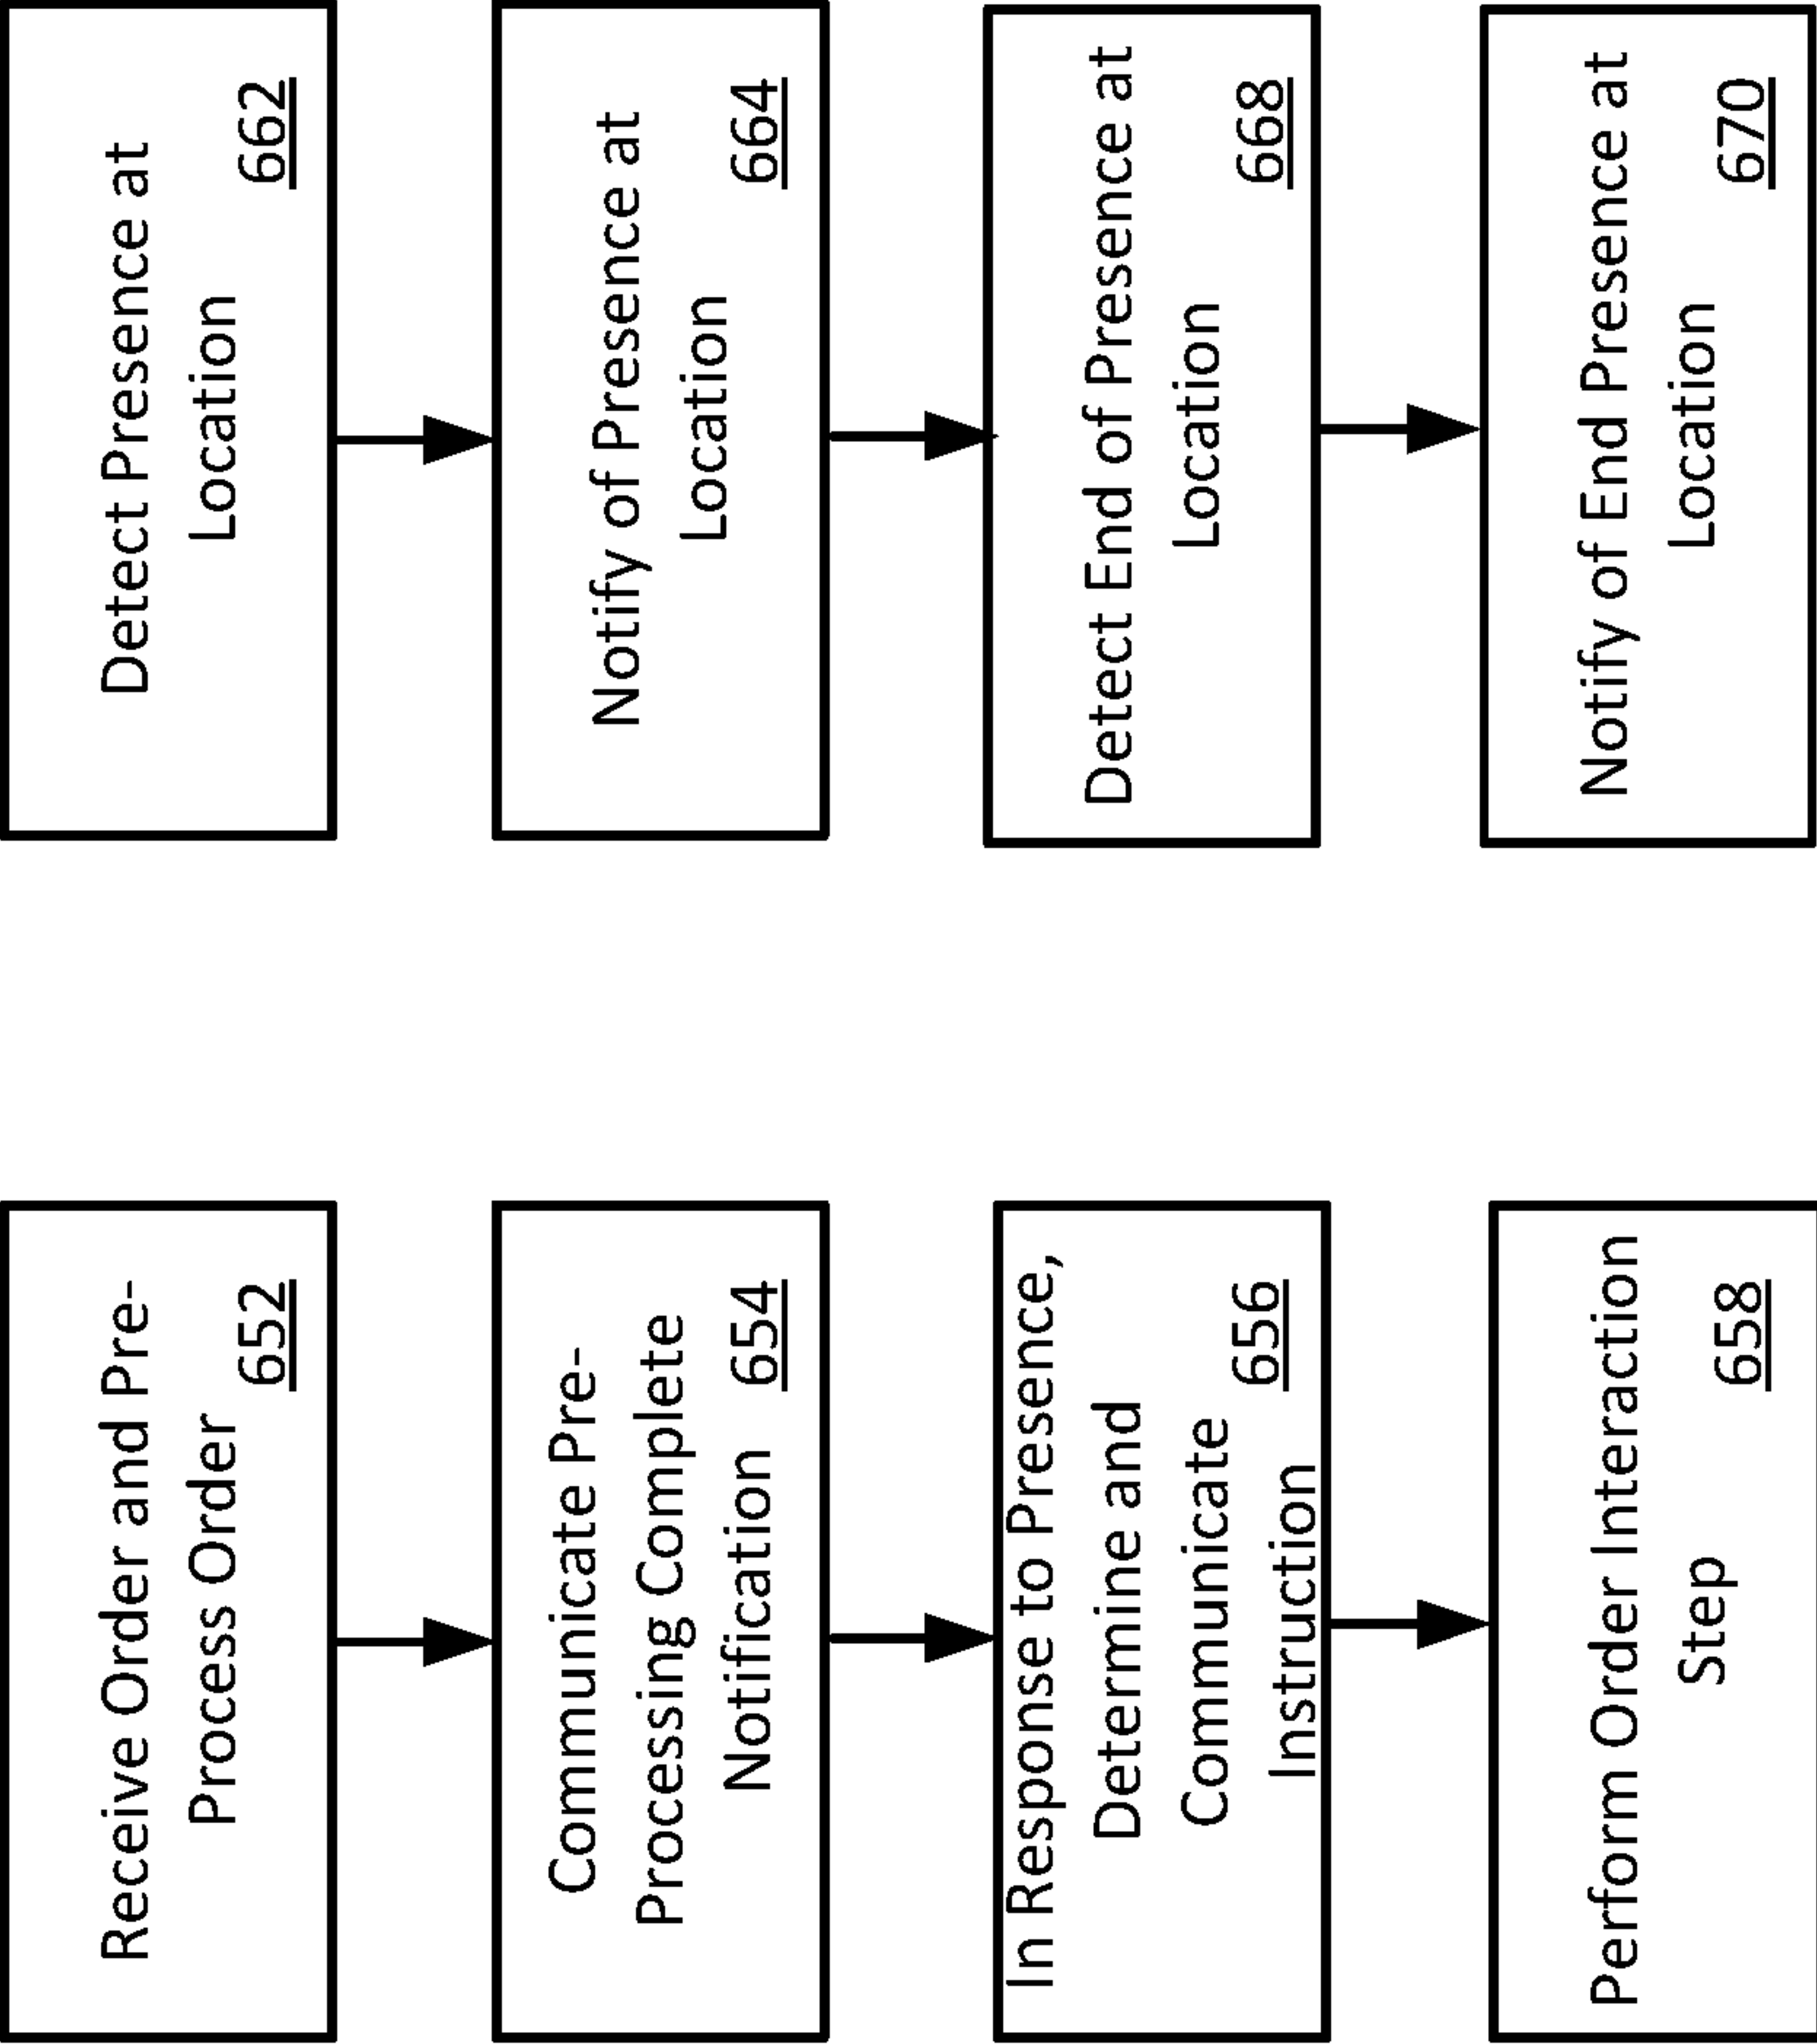 Receive Order and Pre-
Process Order
652
Communicate Pre-
Processing Complete
Notification 654
In Response to Presence,
Determine and
Communicate 656
Instruction
Perform Order Interaction
Step 658
Detect Presence at
Location
662
Notify of Presence at
Location 664
Detect End of Presence at
Location 668
Notify of End Presence at
Location 670